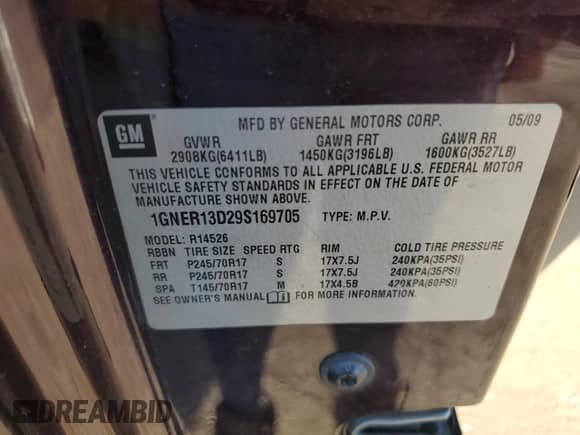 GM
MFD BY GENERAL MOTORS CORP. 05/09
GVWR GAWR FRT GAWR RR
2908KG(6411LB) 1450KG(3196LB) 1600KG(3527LB)
THIS VEHICLE CONFORMS TO ALL APPLICABLE U.S. FEDERAL MOTOR
VEHICLE SAFETY STANDARDS IN EFFECT ON THE DATE OF
MANUFACTURE SHOWN ABOVE.
1GNER13D29S169705 TYPE: M.P.V.
MODEL: R14526
RBBN TIRE SIZE SPEED RTG RIM COLD TIRE PRESSURE
FRT P245/70R17 S 17X7.5J 240KPA(35PSI)
RR P245/70R17 S 17X7.5J 240KPA(35PSI)
SPA T145/70R17 M 17X4.5B 420KPA(60PSI)
SEE OWNER'S MANUAL FOR MORE INFORMATION.
DREAMBID